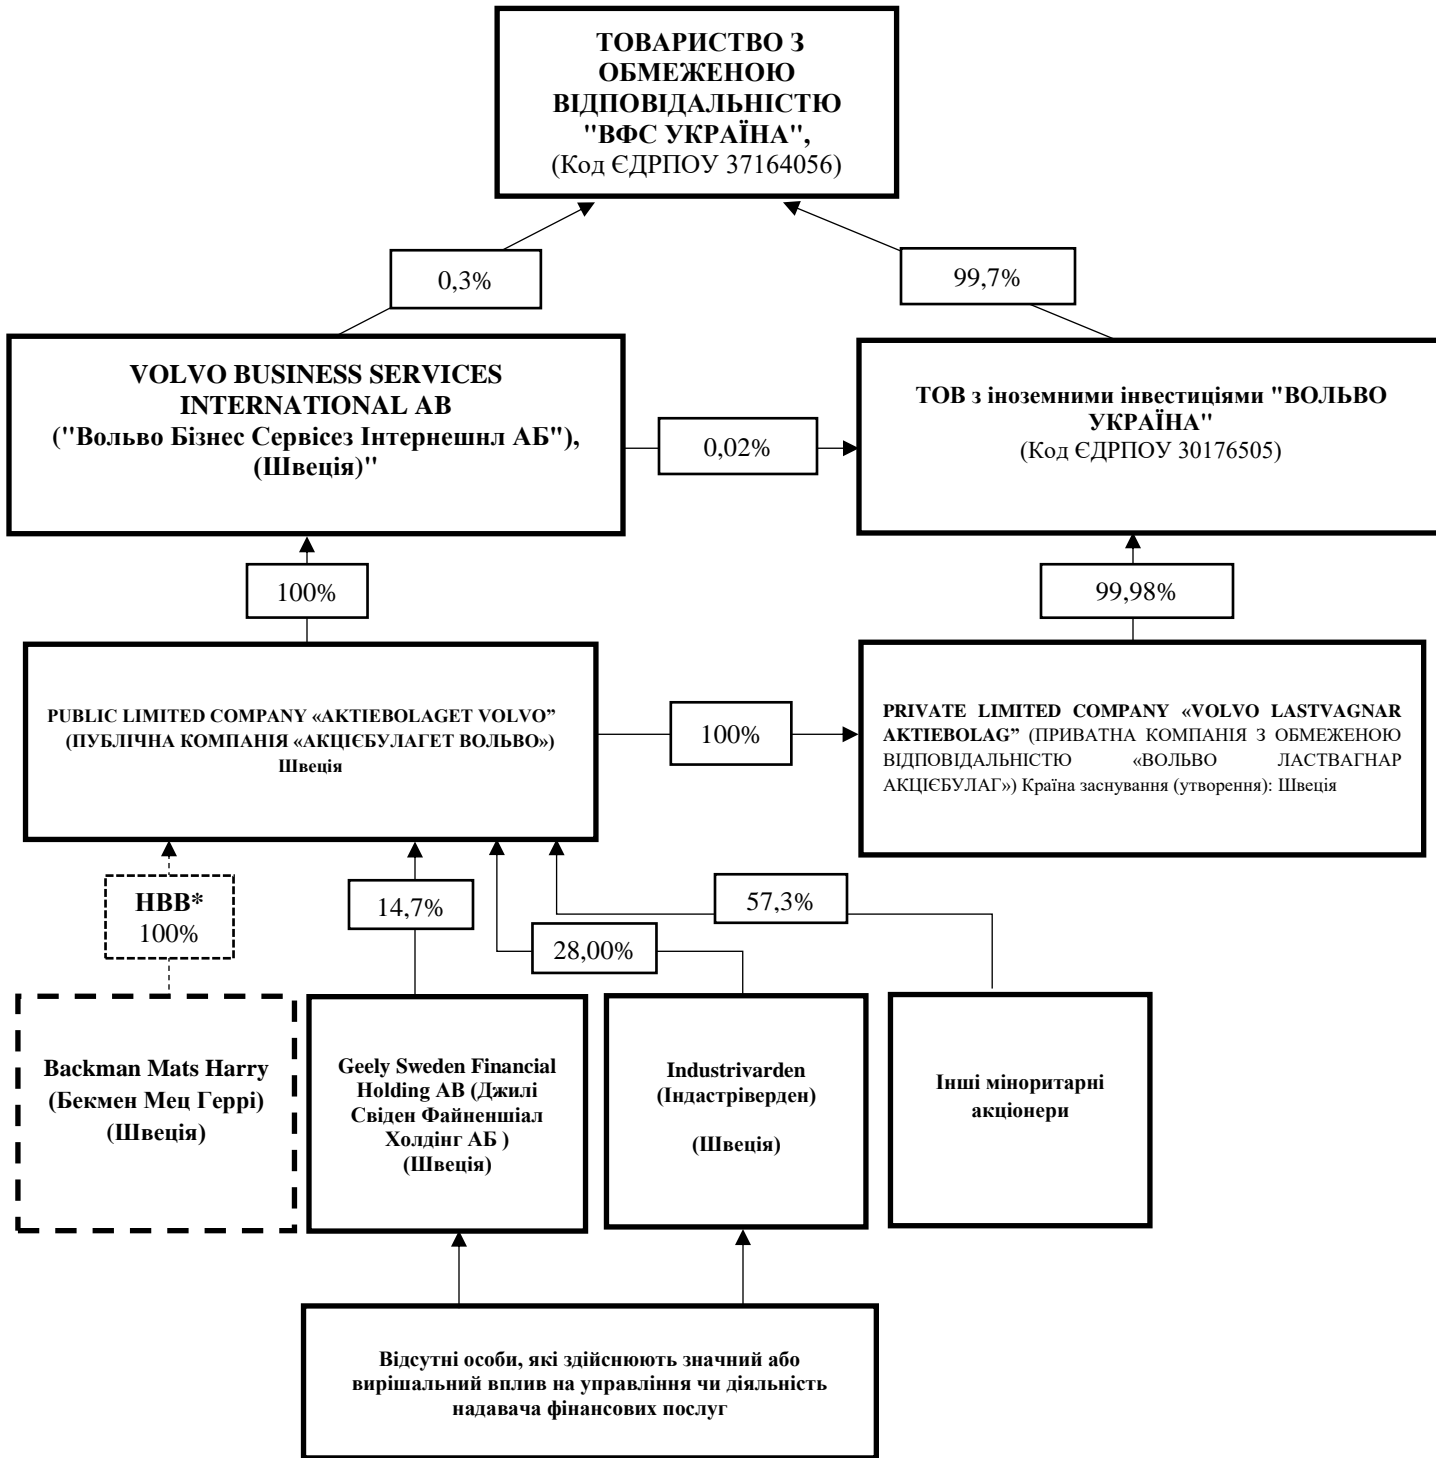 ТОВАРИСТВО З
ОБМЕЖЕНОЮ
ВІДПОВІДАЛЬНІСТЮ
"ВФС УКРАЇНА",
(Код ЄДРПОУ 37164056)
0,3%
99,7%
VOLVO BUSINESS SERVICES
INTERNATIONAL AB
("Вольво Бізнес Сервісез Інтернешнл АБ"),
(Швеція)"
0,02%
ТОВ з іноземними інвестиціями "ВОЛЬВО
УКРАЇНА"
(Код ЄДРПОУ 30176505)
100%
99,98%
PUBLIC LIMITED COMPANY «AKTIEBOLAGET VOLVO”
(ПУБЛІЧНА КОМПАНІЯ «АКЦІЄБУЛАГЕТ ВОЛЬВО»)
Швеція
100%
PRIVATE LIMITED COMPANY «VOLVO LASTVAGNAR
AKTIEBOLAG” (ПРИВАТНА КОМПАНІЯ З ОБМЕЖЕНОЮ
ВІДПОВІДАЛЬНІСТЮ «ВОЛЬВО ЛАСТВАГНАР
АКЦІЄБУЛАГ») Країна заснування (утворення): Швеція
НВВ*
100%
14,7%
28,00%
57,3%
Backman Mats Harry
(Бекмен Мец Геррі)
(Швеція)
Geely Sweden Financial
Holding AB (Джилі
Свіден Файненшіал
Холдінг АБ )
(Швеція)
Industrivarden
(Індастріверден)
(Швеція)
Інші міноритарні
акціонери
Відсутні особи, які здійснюють значний або
вирішальний вплив на управління чи діяльність
надавача фінансових послуг